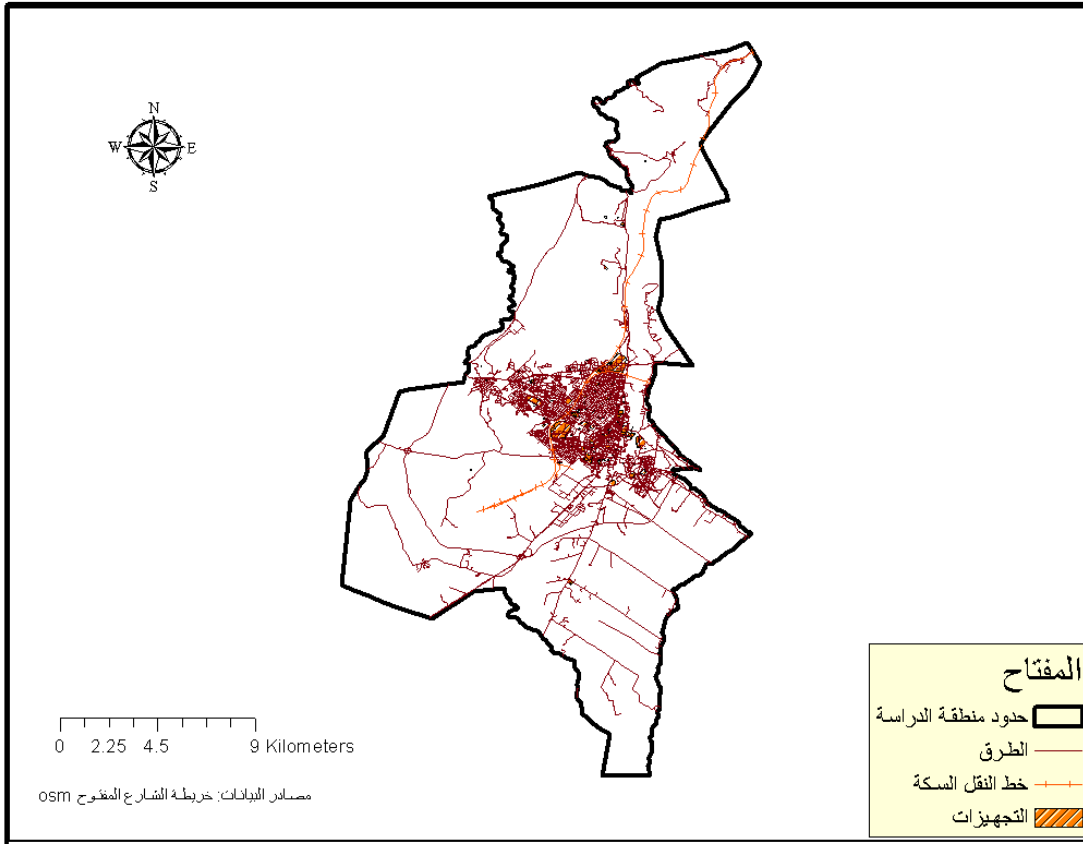 N
W E
S
المفتاح
حدود منطقة الدراسة
الطرق
خط النقل السكة
التجهيزات
0 2.25 4.5 9 Kilometers
مصادر البيانات: خريطة الشارع المفتوح osm